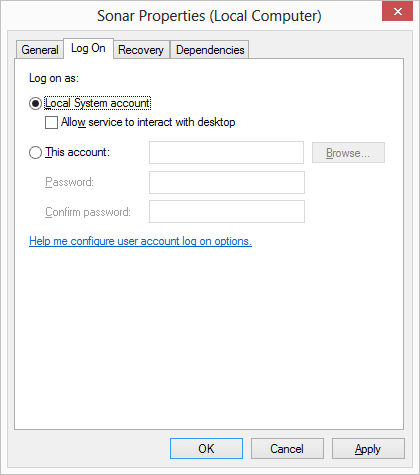 Sonar Properties (Local Computer)
General Log On Recovery Dependencies
Log on as:
Local System account
Allow service to interact with desktop
This account:
Browse...
Password:
Confirm password:
Help me configure user account log on options.
OK Cancel Apply